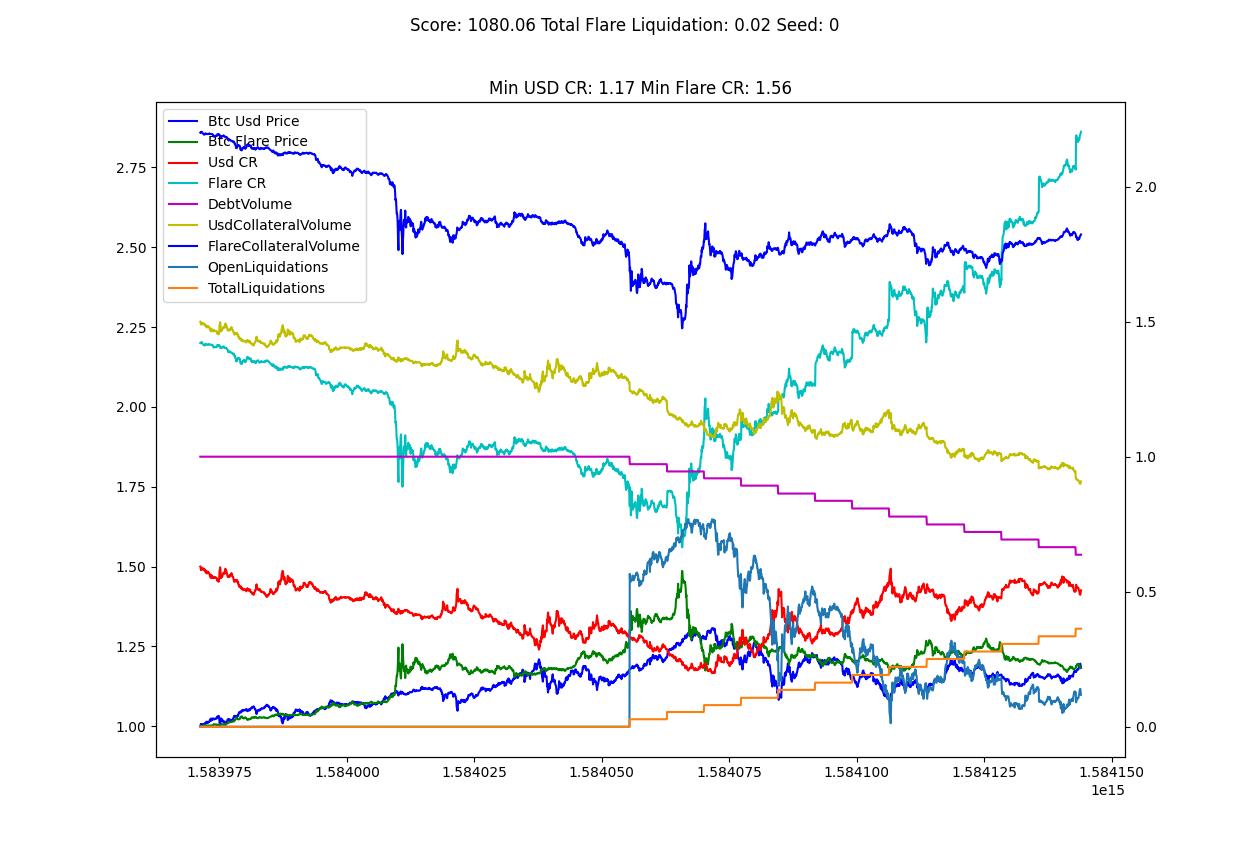 Score: 1080.06 Total Flare Liquidation: 0.02 Seed: 0
Min USD CR: 1.17 Min Flare CR: 1.56
Btc Usd Price
Btc Flare Price
Usd CR
Flare CR
DebtVolume
UsdCollateralVolume
FlareCollateralVolume
OpenLiquidations
TotalLiquidations
2.75
2.50
2.25
2.00
1.75
1.50
1.25
1.00
2.0
1.5
1.0
0.5
0.0
1.583975 1.584000 1.584025 1.584050 1.584075 1.584100 1.584125 1.584150
1e15